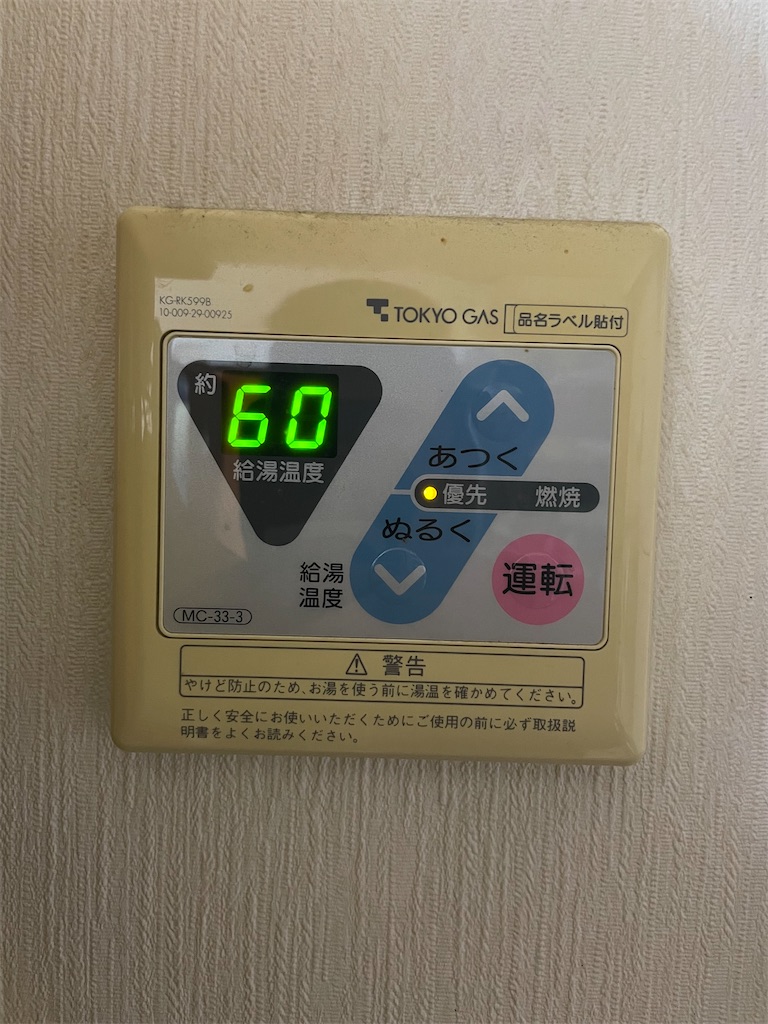 KG-RK599B
10-009-29-00925
TOKYO GAS 品名ラベル貼付
約 60
給湯温度
あつく
優先 燃焼
ぬるく
給湯
温度
運転
MC-33-3
⚠ 警告
やけど防止のため、お湯を使う前に湯温を確かめてください。
正しく安全にお使いいただくためにご使用の前に必ず取扱説
明書をよくお読みください。